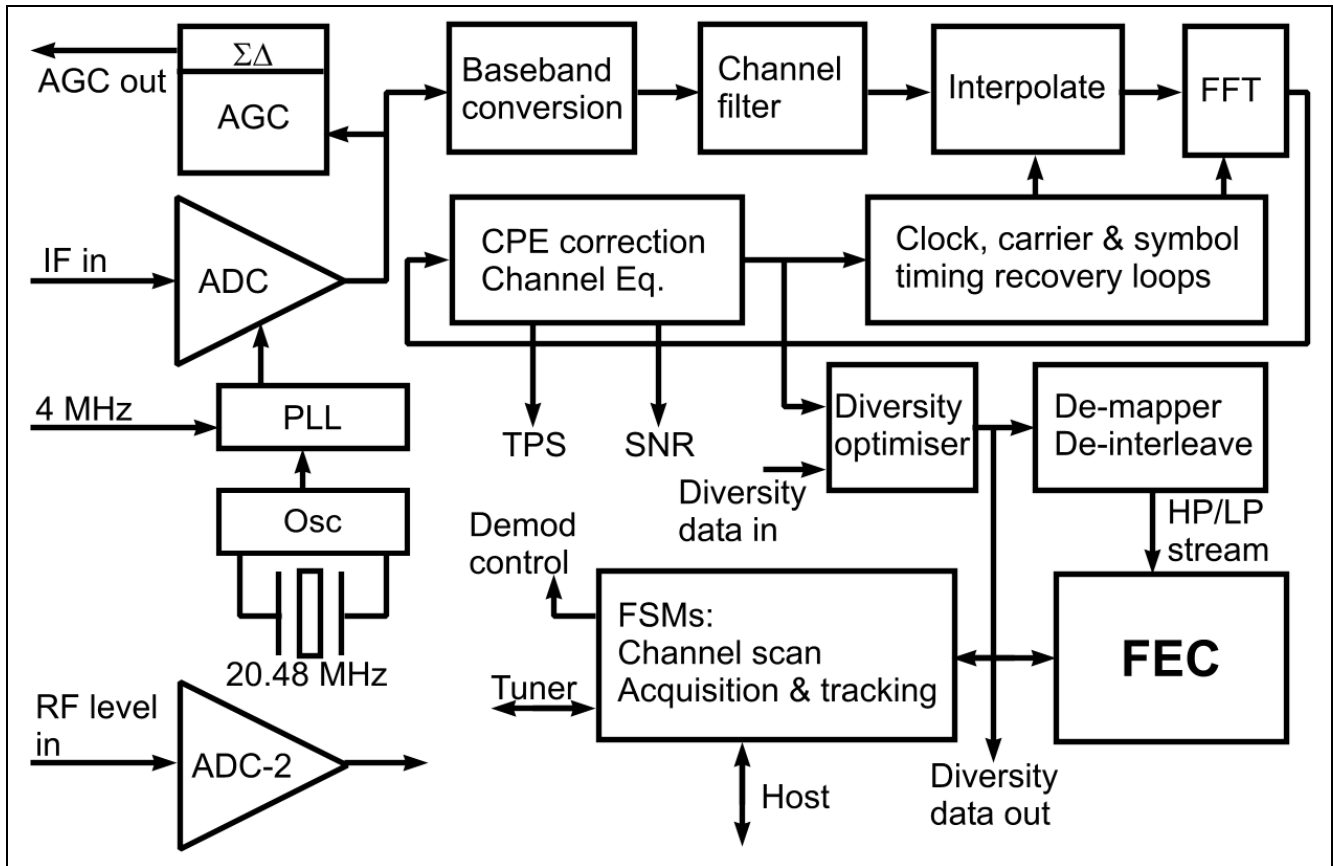 AGC out
ΣΔ
AGC
Baseband
conversion
Channel
filter
Interpolate
FFT
IF in
ADC
CPE correction
Channel Eq.
Clock, carrier & symbol
timing recovery loops
4 MHz
PLL
TPS
SNR
Diversity
optimiser
De-mapper
De-interleave
Diversity
data in
Osc
20.48 MHz
Demod
control
HP/LP
stream
FSMs:
Channel scan
Acquisition & tracking
FEC
Tuner
RF level
in
ADC-2
Host
Diversity
data out